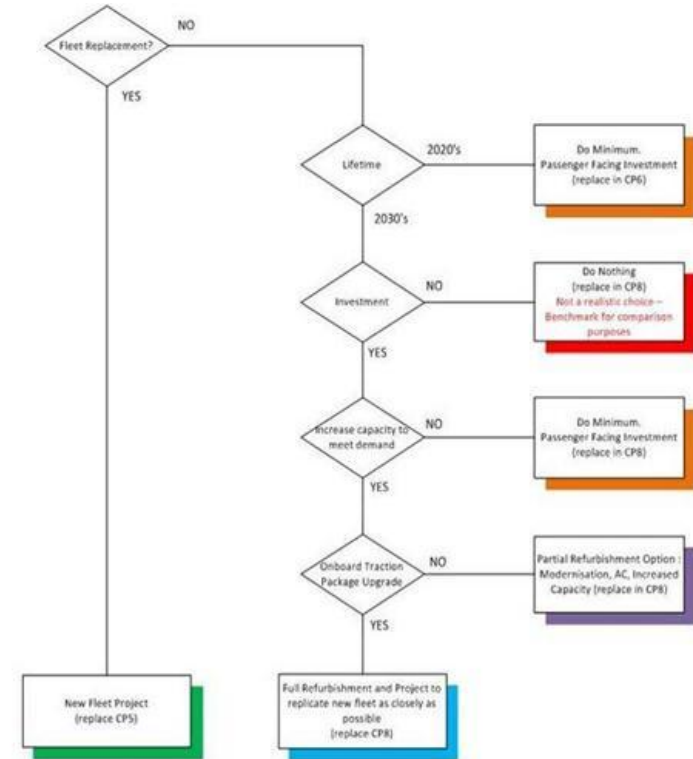 Fleet Replacement?
NO
YES
Lifetime
2020's
Do Minimum.
Passenger Facing Investment
(replace in CP6)
2030's
Investment
NO
Do Nothing
(replace in CP8)
Not a realistic choice –
Benchmark for comparison
purposes
YES
Increase capacity to
meet demand
NO
Do Minimum.
Passenger Facing Investment
(replace in CP8)
YES
Onboard Traction
Package Upgrade
NO
Partial Refurbishment Option :
Modernisation, AC, Increased
Capacity (replace in CP8)
YES
New Fleet Project
(replace CP5)
Full Refurbishment and Project to
replicate new fleet as closely as
possible
(replace CP8)